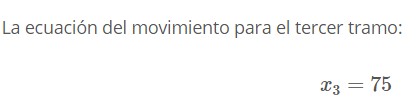 La ecuación del movimiento para el tercer tramo:
x₃ = 75